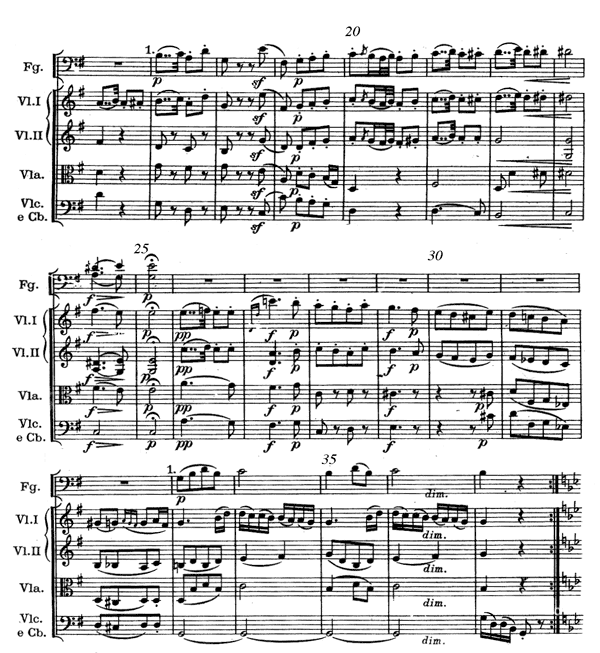 20
Fg. 1. p sf p
Vl.I sf p
Vl.II sf p
Vla. sf p
Vlc. e Cb. sf p
25 30
Fg. f p
Vl.I f p pp f p f p
Vl.II f p pp f p f p
Vla. f p pp f p f p
Vlc. e Cb. f p pp f p f p
35
Fg. 1. p dim.
Vl.I dim.
Vl.II dim.
Vla. dim.
Vlc. e Cb. dim.